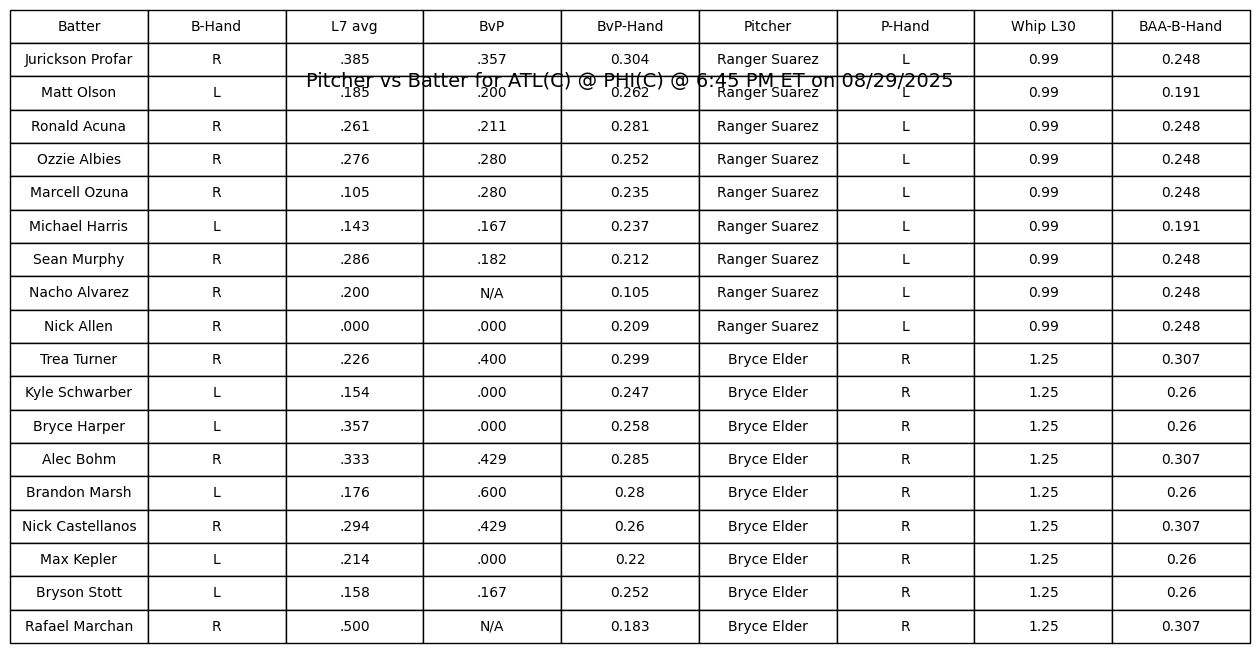 Batter B-Hand L7 avg BvP BvP-Hand Pitcher P-Hand Whip L30 BAA-B-Hand
Jurickson Profar R .385 .357 0.304 Ranger Suarez L 0.99 0.248
Pitcher vs Batter for ATL(C) @ PHI(C) @ 6:45 PM ET on 08/29/2025
Matt Olson L .185 .200 0.262 Ranger Suarez L 0.99 0.191
Ronald Acuna R .261 .211 0.281 Ranger Suarez L 0.99 0.248
Ozzie Albies R .276 .280 0.252 Ranger Suarez L 0.99 0.248
Marcell Ozuna R .105 .280 0.235 Ranger Suarez L 0.99 0.248
Michael Harris L .143 .167 0.237 Ranger Suarez L 0.99 0.191
Sean Murphy R .286 .182 0.212 Ranger Suarez L 0.99 0.248
Nacho Alvarez R .200 N/A 0.105 Ranger Suarez L 0.99 0.248
Nick Allen R .000 .000 0.209 Ranger Suarez L 0.99 0.248
Trea Turner R .226 .400 0.299 Bryce Elder R 1.25 0.307
Kyle Schwarber L .154 .000 0.247 Bryce Elder R 1.25 0.26
Bryce Harper L .357 .000 0.258 Bryce Elder R 1.25 0.26
Alec Bohm R .333 .429 0.285 Bryce Elder R 1.25 0.307
Brandon Marsh L .176 .600 0.28 Bryce Elder R 1.25 0.26
Nick Castellanos R .294 .429 0.26 Bryce Elder R 1.25 0.307
Max Kepler L .214 .000 0.22 Bryce Elder R 1.25 0.26
Bryson Stott L .158 .167 0.252 Bryce Elder R 1.25 0.26
Rafael Marchan R .500 N/A 0.183 Bryce Elder R 1.25 0.307